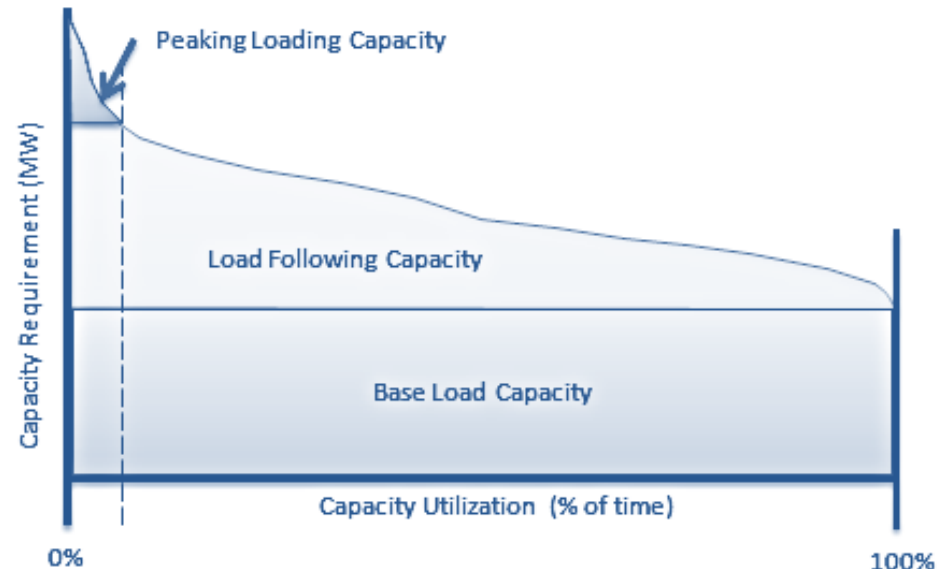 Peaking Loading Capacity
Capacity Requirement (MW)
Load Following Capacity
Base Load Capacity
Capacity Utilization (% of time)
0%
100%